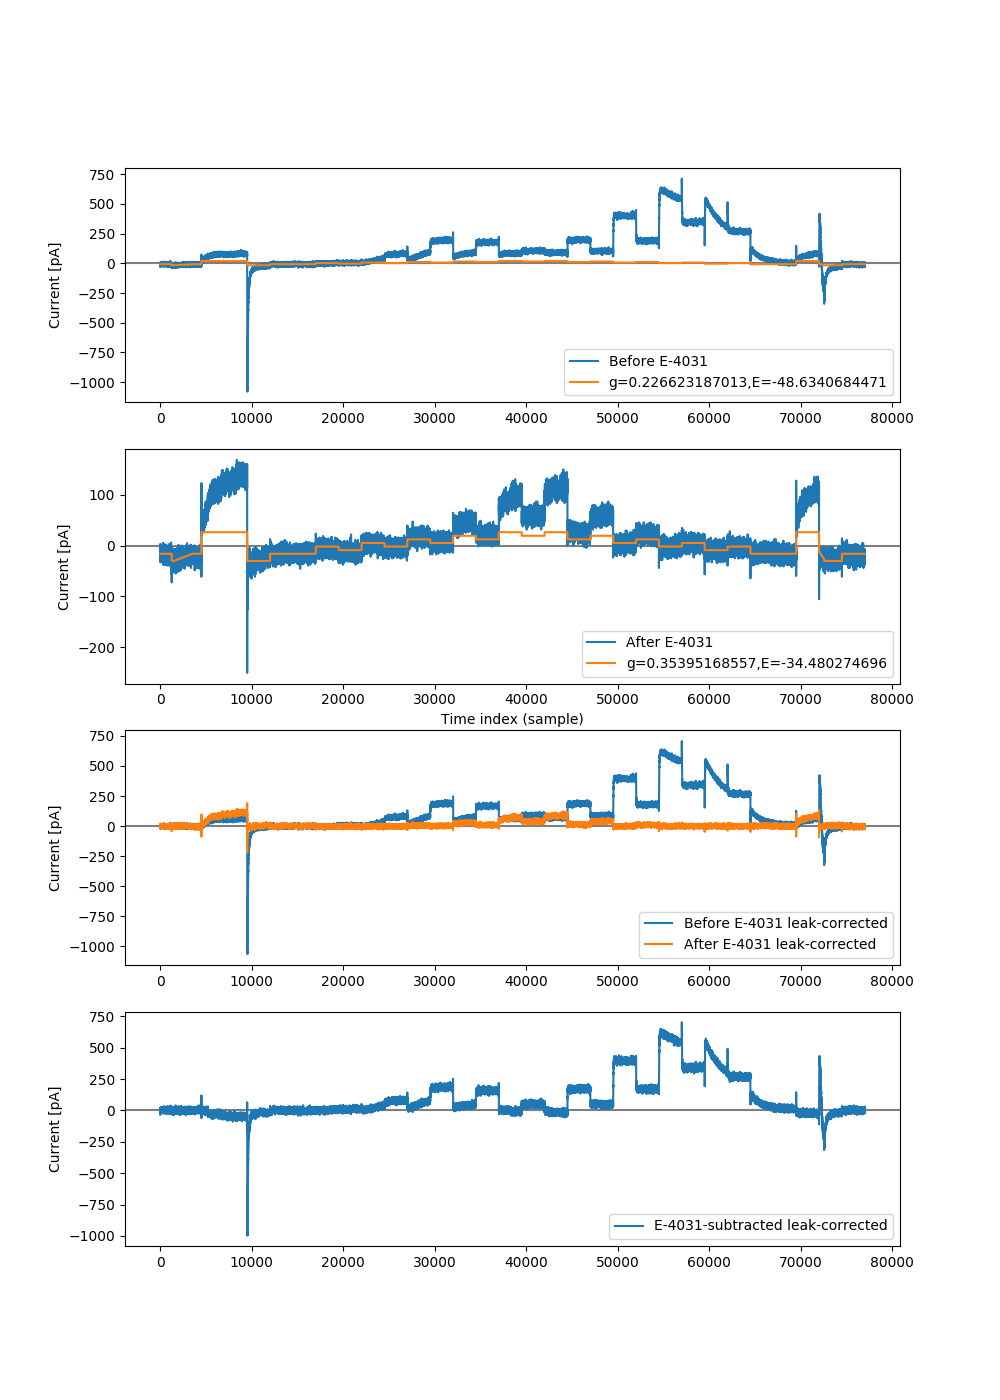 750
500
250
0
−250
−500
−750
−1000
Current [pA]
Before E-4031
g=0.226623187013,E=-48.6340684471
0 10000 20000 30000 40000 50000 60000 70000 80000
100
0
−100
−200
Current [pA]
After E-4031
g=0.35395168557,E=-34.480274696
0 10000 20000 30000 40000 50000 60000 70000 80000
Time index (sample)
750
500
250
0
−250
−500
−750
−1000
Current [pA]
Before E-4031 leak-corrected
After E-4031 leak-corrected
0 10000 20000 30000 40000 50000 60000 70000 80000
750
500
250
0
−250
−500
−750
−1000
Current [pA]
E-4031-subtracted leak-corrected
0 10000 20000 30000 40000 50000 60000 70000 80000